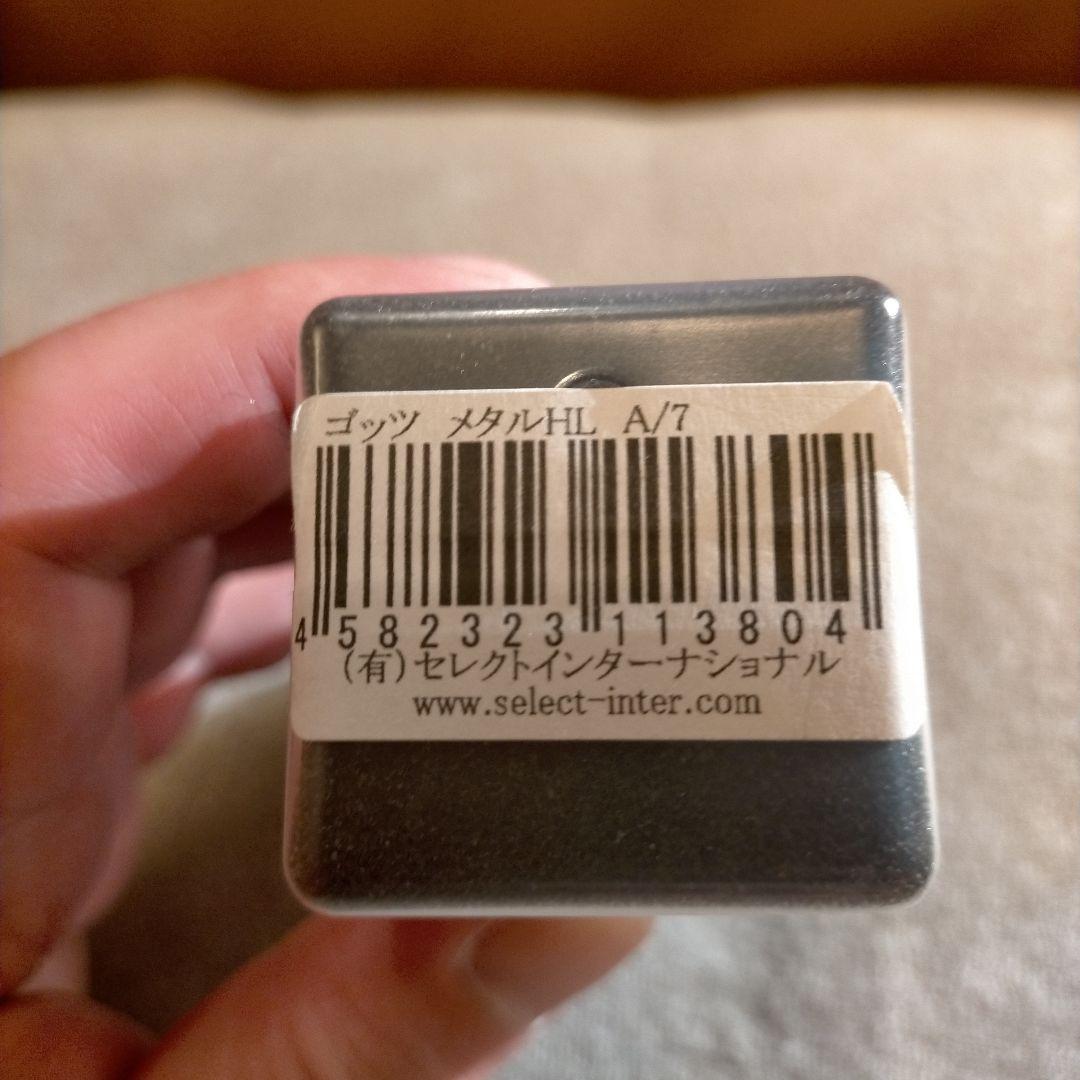 ゴッツ メタルHL A/7
4 582323 113804
(有)セレクトインターナショナル
www.select-inter.com